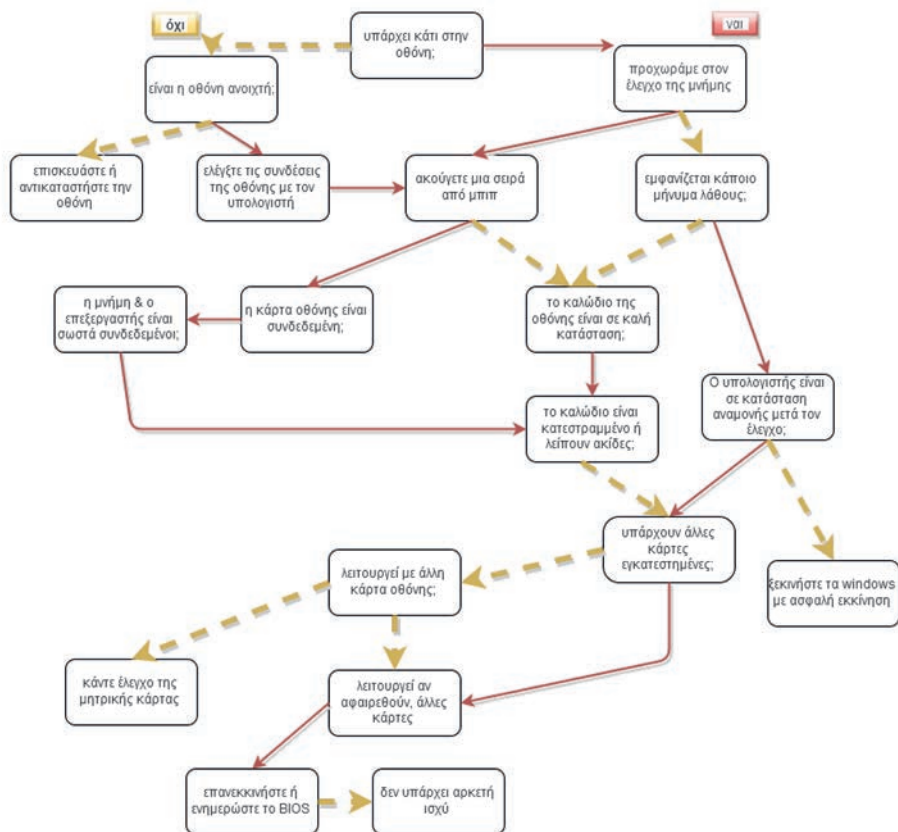 όχι
υπάρχει κάτι στην
οθόνη;
ναι
είναι η οθόνη ανοιχτή;
προχωράμε στον
έλεγχο της μνήμης
επισκευάστε ή
αντικαταστήστε την
οθόνη
ελέγξτε τις συνδέσεις
της οθόνης με τον
υπολογιστή
ακούγετε μια σειρά
από μπιπ
εμφανίζεται κάποιο
μήνυμα λάθους;
η μνήμη & ο
επεξεργαστής είναι
σωστά συνδεδεμένοι;
η κάρτα οθόνης είναι
συνδεδεμένη;
το καλώδιο της
οθόνης είναι σε καλή
κατάσταση;
Ο υπολογιστής είναι
σε κατάσταση
αναμονής μετά τον
έλεγχο;
το καλώδιο είναι
κατεστραμμένο ή
λείπουν ακίδες;
υπάρχουν άλλες
κάρτες
εγκατεστημένες;
λειτουργεί με άλλη
κάρτα οθόνης;
ξεκινήστε τα windows
με ασφαλή εκκίνηση
κάντε έλεγχο της
μητρικής κάρτας
λειτουργεί αν
αφαιρεθούν, άλλες
κάρτες
επανεκκινήστε ή
ενημερώστε το BIOS
δεν υπάρχει αρκετή
ισχύ